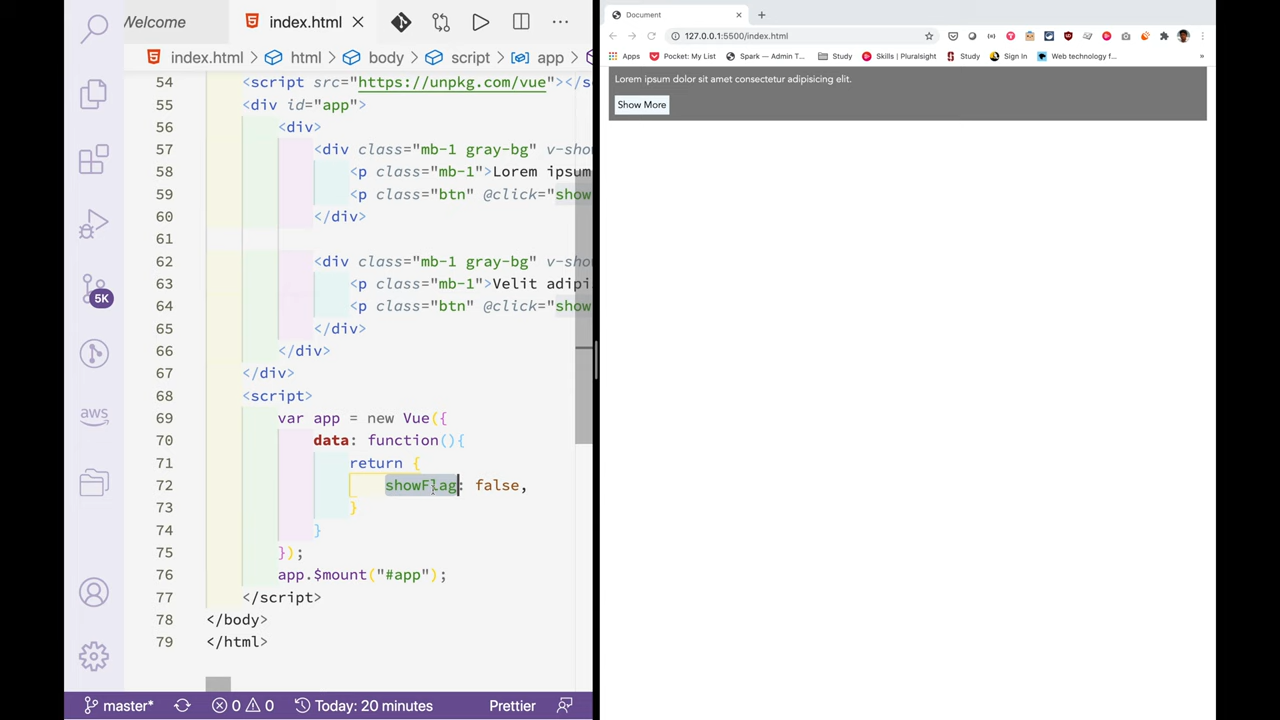 Welcome
index.html
index.html > html > body > script > app >
54 <script src="https://unpkg.com/vue"></s
55 <div id="app">
56 <div>
57 <div class="mb-1 gray-bg" v-sho
58 <p class="mb-1">Lorem ipsum
59 <p class="btn" @click="show
60 </div>
61
62 <div class="mb-1 gray-bg" v-sho
63 <p class="mb-1">Velit adipi
64 <p class="btn" @click="show
65 </div>
66 </div>
67 </div>
68 <script>
69 var app = new Vue({
70 data: function(){
71 return {
72 showFlag: false,
73 }
74 }
75 });
76 app.$mount("#app");
77 </script>
78 </body>
79 </html>
5K
aws
master*
0
0
Today: 20 minutes
Prettier
Document
127.0.0.1:5500/index.html
Apps
Pocket: My List
Spark — Admin T...
Study
Skills | Pluralsight
Study
Sign In
Web technology f...
»
Lorem ipsum dolor sit amet consectetur adipisicing elit.
Show More